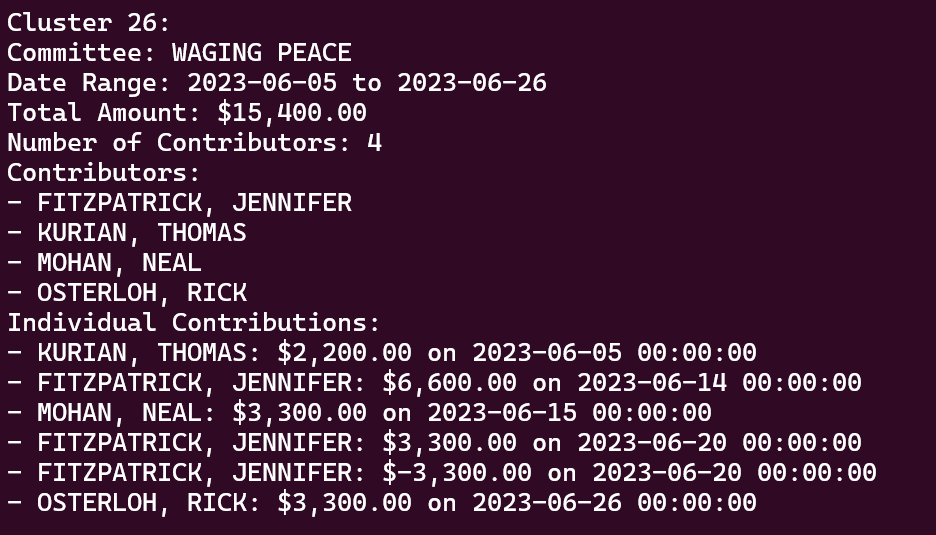 Cluster 26:
Committee: WAGING PEACE
Date Range: 2023-06-05 to 2023-06-26
Total Amount: $15,400.00
Number of Contributors: 4
Contributors:
- FITZPATRICK, JENNIFER
- KURIAN, THOMAS
- MOHAN, NEAL
- OSTERLOH, RICK
Individual Contributions:
- KURIAN, THOMAS: $2,200.00 on 2023-06-05 00:00:00
- FITZPATRICK, JENNIFER: $6,600.00 on 2023-06-14 00:00:00
- MOHAN, NEAL: $3,300.00 on 2023-06-15 00:00:00
- FITZPATRICK, JENNIFER: $3,300.00 on 2023-06-20 00:00:00
- FITZPATRICK, JENNIFER: $-3,300.00 on 2023-06-20 00:00:00
- OSTERLOH, RICK: $3,300.00 on 2023-06-26 00:00:00